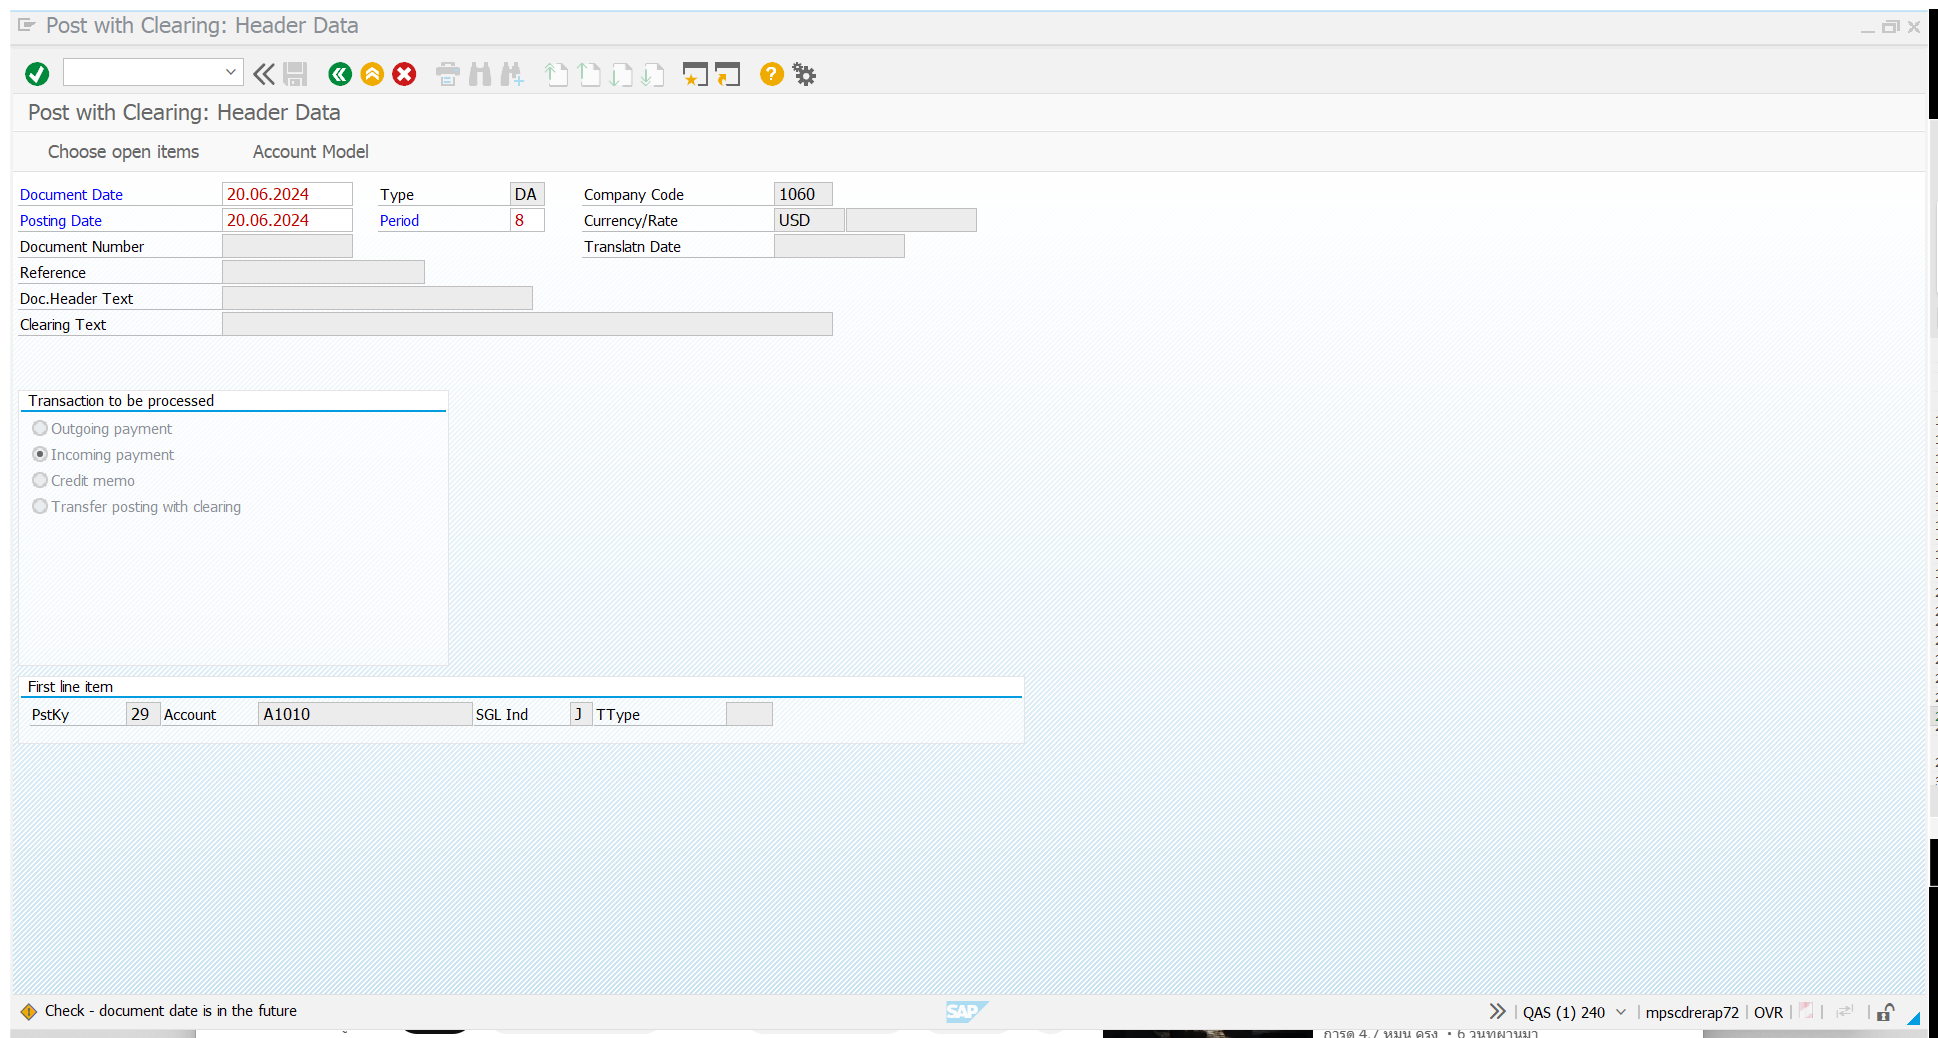 Post with Clearing: Header Data
Post with Clearing: Header Data
Choose open items Account Model
Document Date 20.06.2024 Type DA Company Code 1060
Posting Date 20.06.2024 Period 8 Currency/Rate USD
Document Number Translatn Date
Reference
Doc.Header Text
Clearing Text
Transaction to be processed
Outgoing payment
Incoming payment
Credit memo
Transfer posting with clearing
First line item
PstKy 29 Account A1010 SGL Ind J TType
Check - document date is in the future SAP QAS (1) 240 mpscdrerap72 OVR